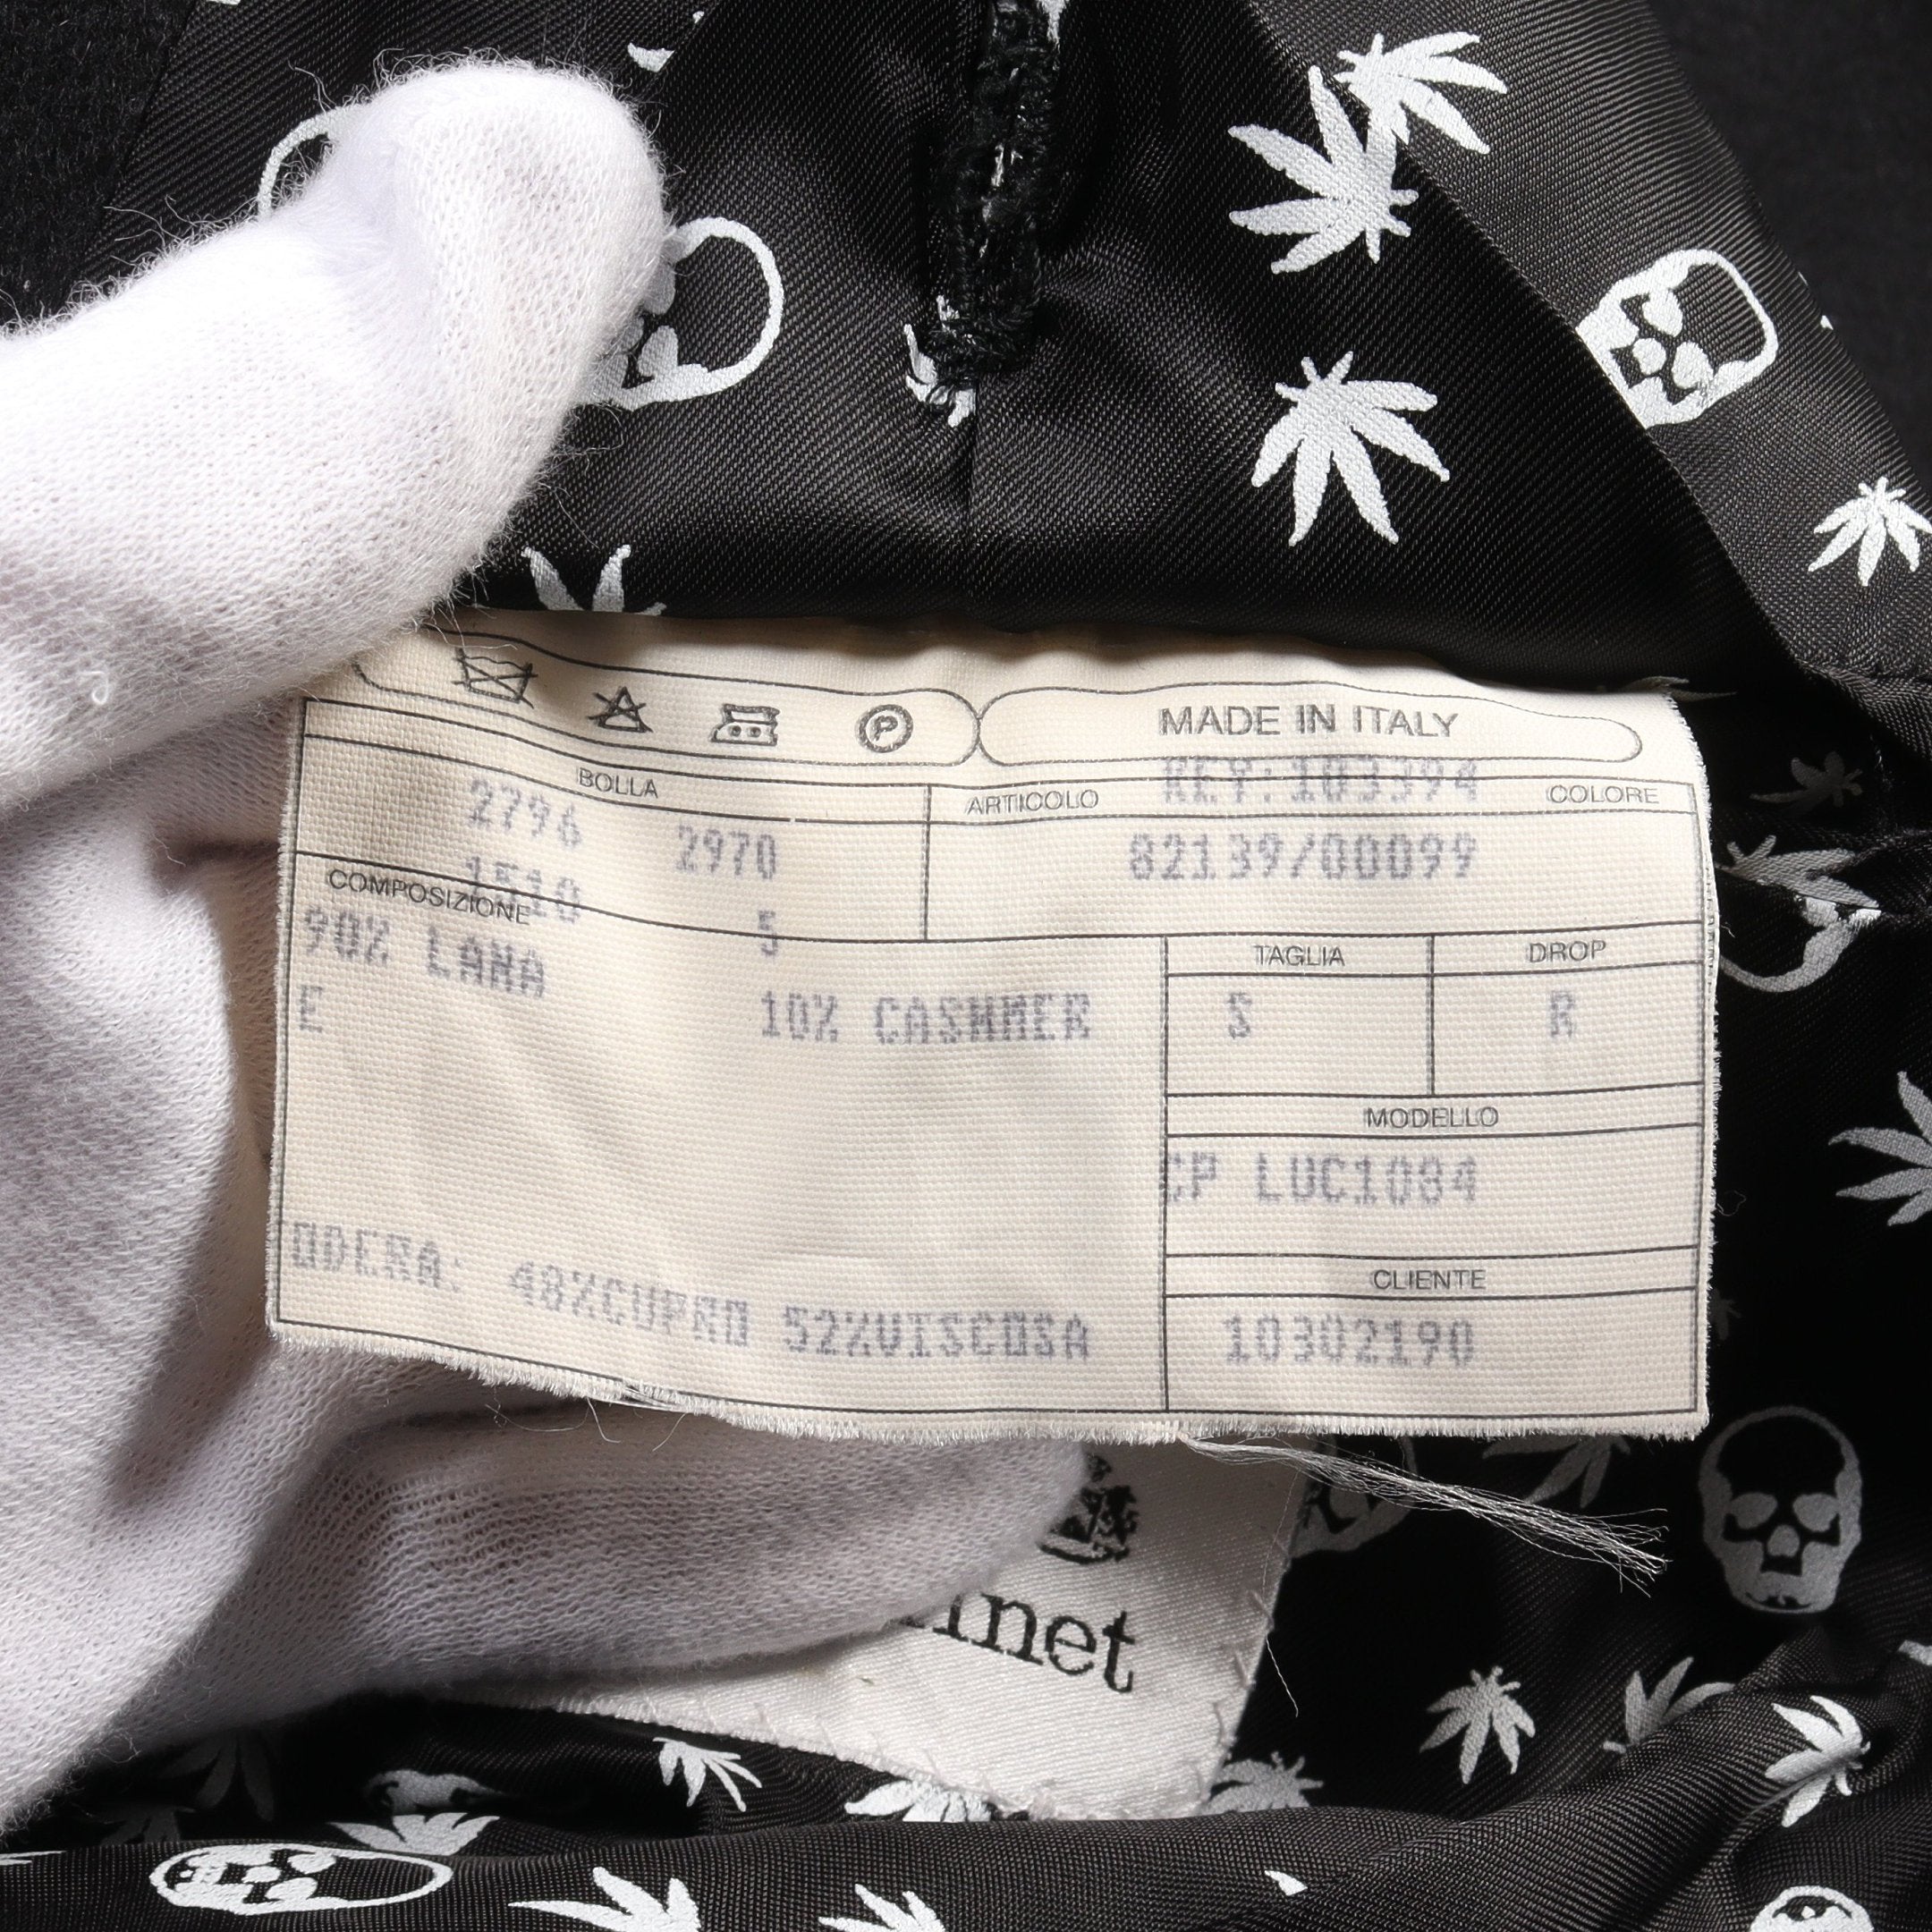 P
MADE IN ITALY
KEY:103394
BOLLA
ARTICOLO
COLORE
2796
2970
82139/00099
1510
5
COMPOSIZIONE
90% LANA
10% CASHMER
E
TAGLIA
DROP
S
R
MODELLO
CP LUC1084
ODERA: 48%CUPRO 52%VISCOSA
CLIENTE
10302190